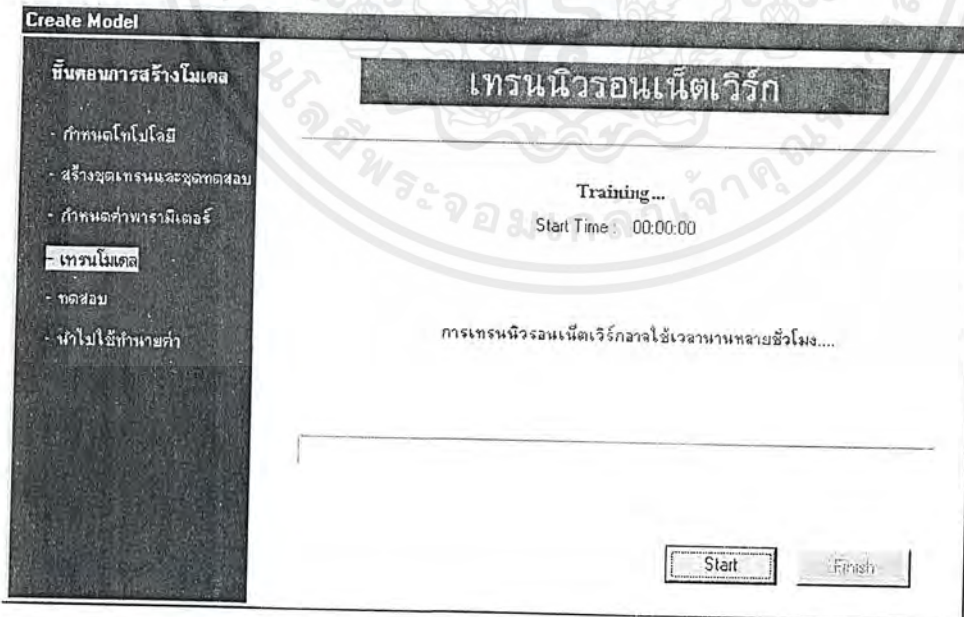 Create Model
ขั้นตอนการสร้างโมเดล
- กำหนดโทโปโลยี
- สร้างชุดเทรนและชุดทดสอบ
- กำหนดค่าพารามิเตอร์
- เทรนโมเดล
- ทดสอบ
- นำไปใช้ทำนายค่า
เทรนนิวรอนเน็ตเวิร์ก
Training...
Start Time : 00:00:00
การเทรนนิวรอนเน็ตเวิร์กอาจใช้เวลานานหลายชั่วโมง....
Start
Finish